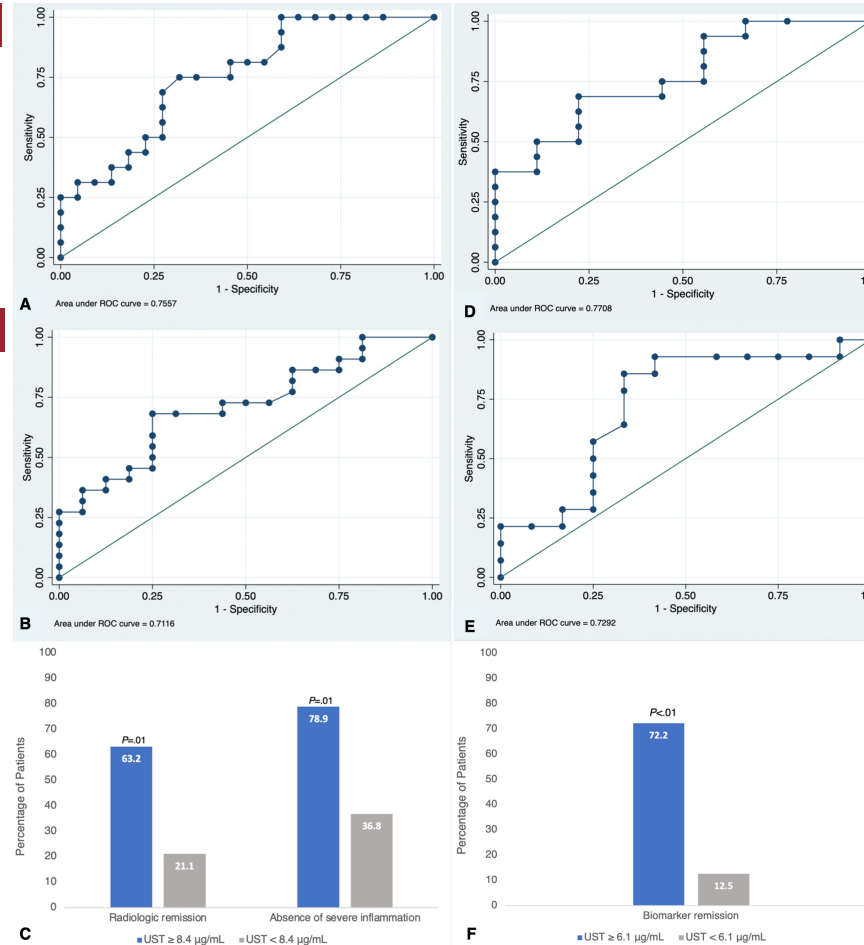 1.00
0.75
0.50
0.25
0.00
Sensitivity
0.00 0.25 0.50 0.75 1.00
1 - Specificity
A
Area under ROC curve = 0.7557
1.00
0.75
0.50
0.25
0.00
Sensitivity
0.00 0.25 0.50 0.75 1.00
1 - Specificity
B
Area under ROC curve = 0.7116
100
90
80
70
60
50
40
30
20
10
0
Percentage of Patients
P=.01
63.2
21.1
P=.01
78.9
36.8
Radiologic remission
Absence of severe inflammation
C
UST ≥ 8.4 µg/mL
UST < 8.4 µg/mL
1.00
0.75
0.50
0.25
0.00
Sensitivity
0.00 0.25 0.50 0.75
1 - Specificity
D
Area under ROC curve = 0.7708
1.00
0.75
0.50
0.25
0.00
Sensitivity
0.00 0.25 0.50 0.75
1 - Specificity
E
Area under ROC curve = 0.7292
100
90
80
70
60
50
40
30
20
10
0
Percentage of Patients
P<.01
72.2
12.5
Biomarker remission
F
UST ≥ 6.1 µg/mL
UST < 6.1 µg/mL